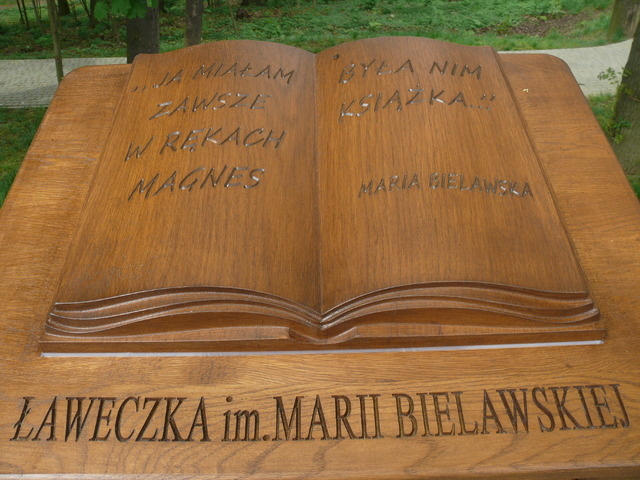 „JA MIAŁAM
ZAWSZE
W RĘKACH
MAGNES
BYŁA NIM
KSIĄŻKA..."
MARIA BIELAWSKA
ŁAWECZKA im. MARII BIELAWSKIEJ